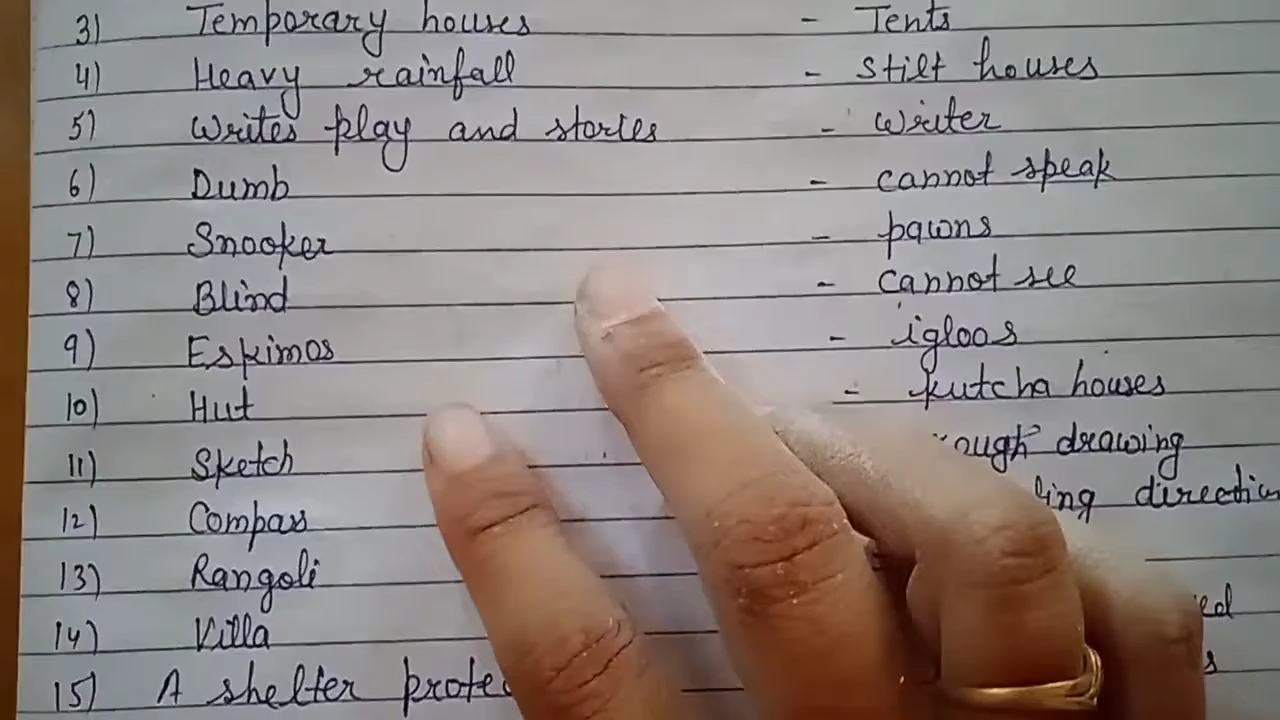 3) Temporary houses - Tents
4) Heavy rainfall - stilt houses
5) Writes play and stories - writer
6) Dumb - cannot speak
7) Snooker - pawns
8) Blind - cannot see
9) Eskimos - igloos
10) Hut - kutcha houses
11) Sketch rough drawing
12) Compass
13) Rangoli
14) Villa
15) A shelter